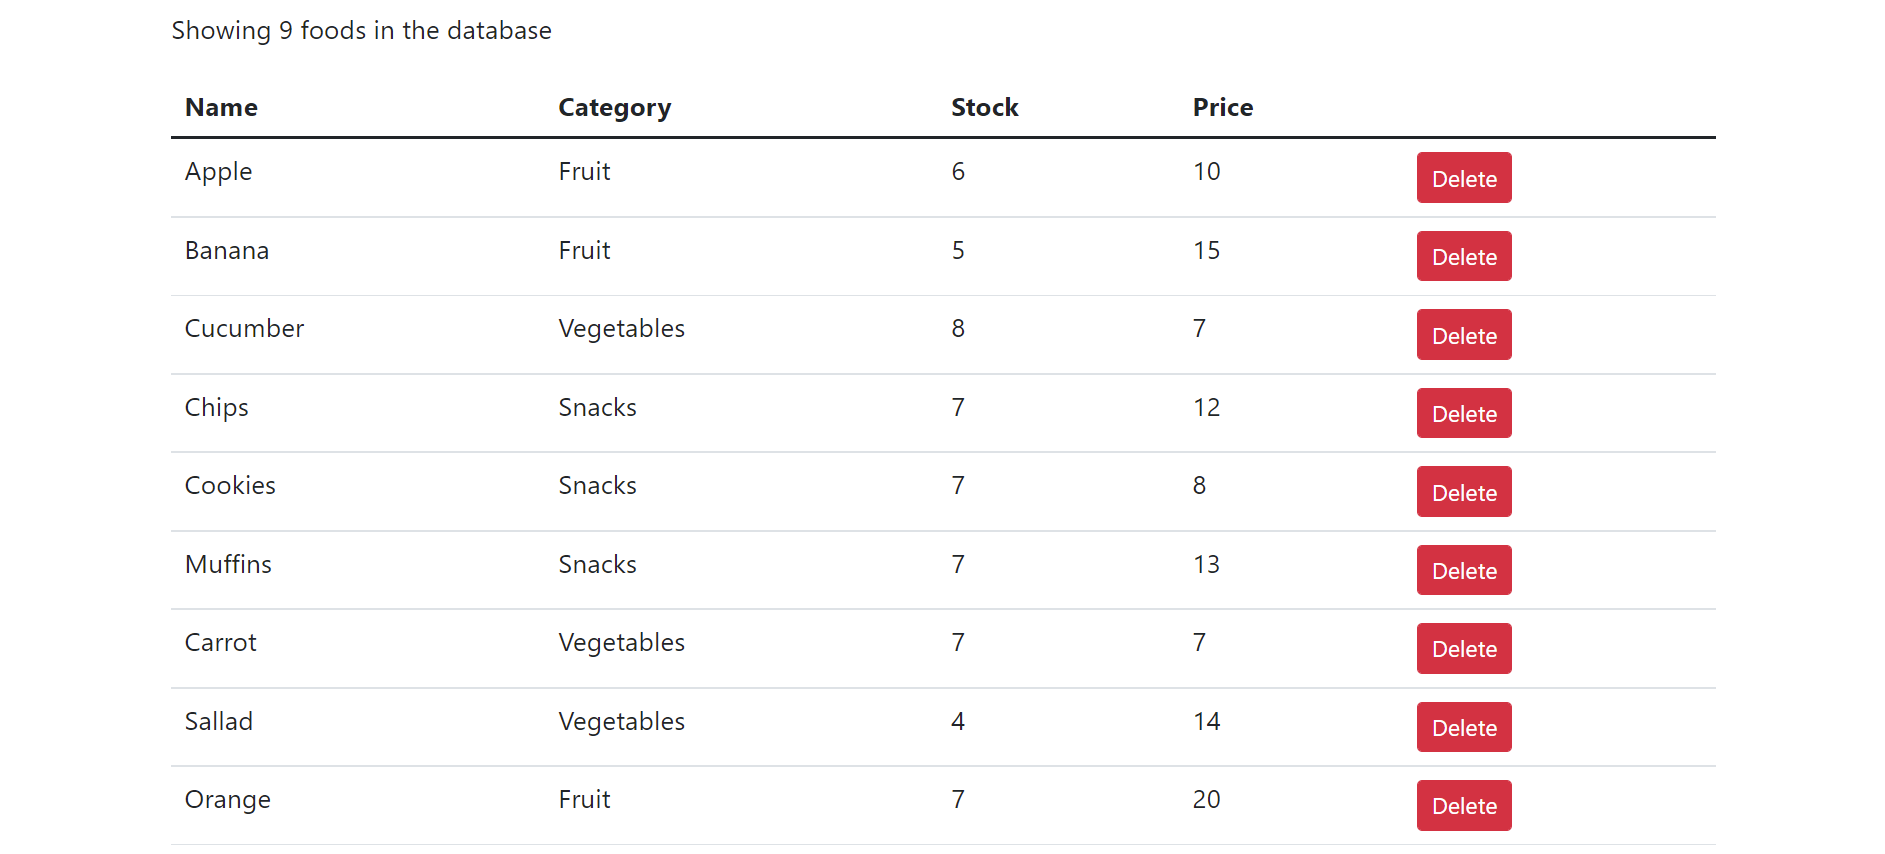 Showing 9 foods in the database
Name Category Stock Price
Apple Fruit 6 10 Delete
Banana Fruit 5 15 Delete
Cucumber Vegetables 8 7 Delete
Chips Snacks 7 12 Delete
Cookies Snacks 7 8 Delete
Muffins Snacks 7 13 Delete
Carrot Vegetables 7 7 Delete
Sallad Vegetables 4 14 Delete
Orange Fruit 7 20 Delete